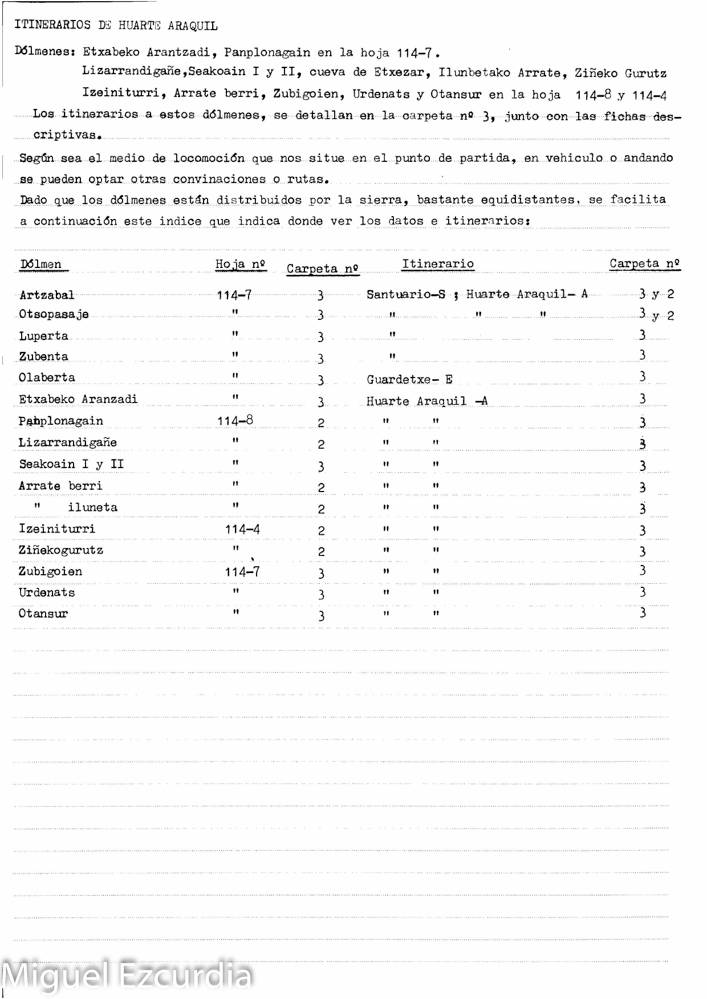 ITINERARIOS DE HUARTE ARAQUIL
Dólmenes: Etxabeko Arantzadi, Panplonagain en la hoja 114-7.
Lizarrandigañe,Seakoain I y II, cueva de Etxezar, Ilunbetako Arrate, Ziñeko Gurutz
Izeiniturri, Arrate berri, Zubigoien, Urdenats y Otansur en la hoja 114-8 y 114-4
Los itinerarios a estos dólmenes, se detallan en la carpeta nº 3, junto con las fichas des-
criptivas.
Según sea el medio de locomoción que nos situe en el punto de partida, en vehiculo o andando
se pueden optar otras convinaciones o rutas.
Dado que los dólmenes están distribuidos por la sierra, bastante equidistantes, se facilita
a continuación este indice que indica donde ver los datos e itinerarios:
Dólmen Hoja nº Carpeta nº Itinerario Carpeta nº
Artzabal 114-7 3 Santuario-S ; Huarte Araquil- A 3 y 2
Otsopasaje " 3 " " " 3 y 2
Luperta " 3 " 3
Zubenta " 3 " 3
Olaberta " 3 Guardetxe- E 3
Etxabeko Aranzadi " 3 Huarte Araquil -A 3
Panplonagain 114-8 2 " " 3
Lizarrandigañe " 2 " " 3
Seakoain I y II " 3 " " 3
Arrate berri " 2 " " 3
" iluneta " 2 " " 3
Izeiniturri 114-4 2 " " 3
Ziñekogurutz " 2 " " 3
Zubigoien 114-7 3 " " 3
Urdenats " 3 " " 3
Otansur " 3 " " 3
Miguel Ezcurdia